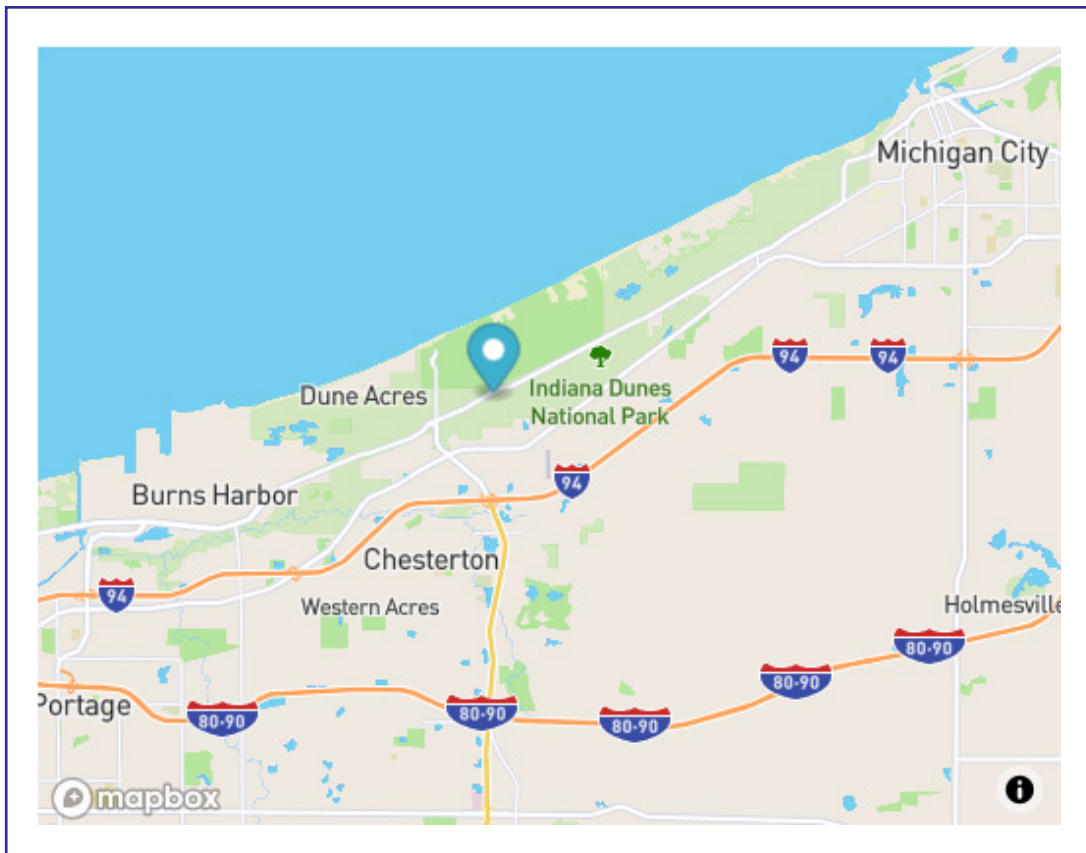 Michigan City
94
94
Dune Acres
Indiana Dunes
National Park
94
Burns Harbor
Chesterton
94
Western Acres
Holmesville
80-90
80-90
Portage
80-90
80-90
80-90
mapbox
i